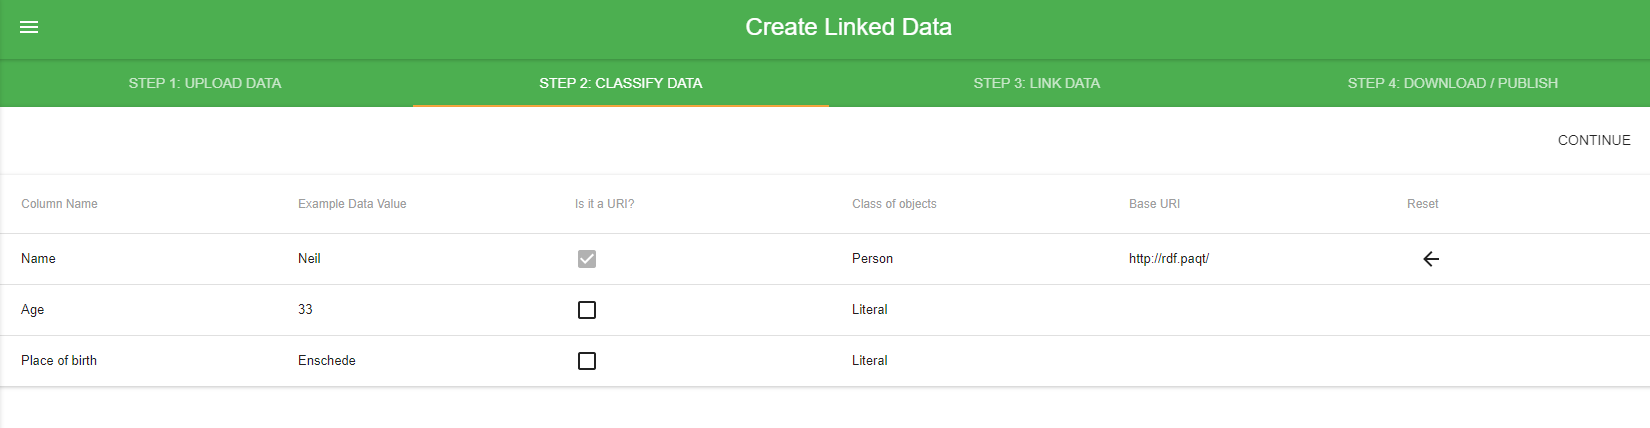 Create Linked Data
STEP 1: UPLOAD DATA STEP 2: CLASSIFY DATA STEP 3: LINK DATA STEP 4: DOWNLOAD / PUBLISH
CONTINUE
Column Name Example Data Value Is it a URI? Class of objects Base URI Reset
Name Neil Person http://rdf.paqt/
Age 33 Literal
Place of birth Enschede Literal